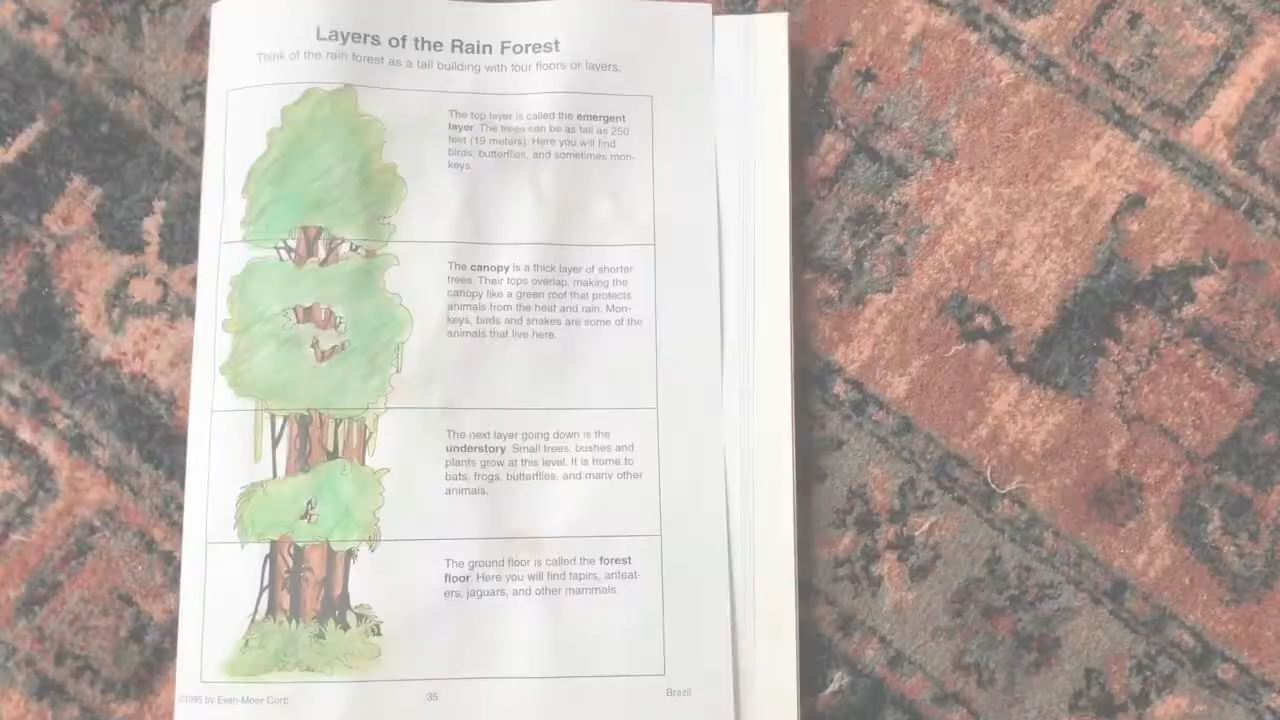 Layers of the Rain Forest
Think of the rain forest as a tall building with four floors or layers.
The top layer is called the emergent
layer. The trees can be as tall as 250
feet (19 meters). Here you will find
birds, butterflies, and sometimes mon-
keys.
The canopy is a thick layer of shorter
trees. Their tops overlap, making the
canopy like a green roof that protects
animals from the heat and rain. Mon-
keys, birds and snakes are some of the
animals that live here.
The next layer going down is the
understory. Small trees, bushes and
plants grow at this level. It is home to
bats, frogs, butterflies, and many other
animals.
The ground floor is called the forest
floor. Here you will find tapirs, anteat-
ers, jaguars, and other mammals.
©1995 by Evan-Moor Corp.
35
Brazil